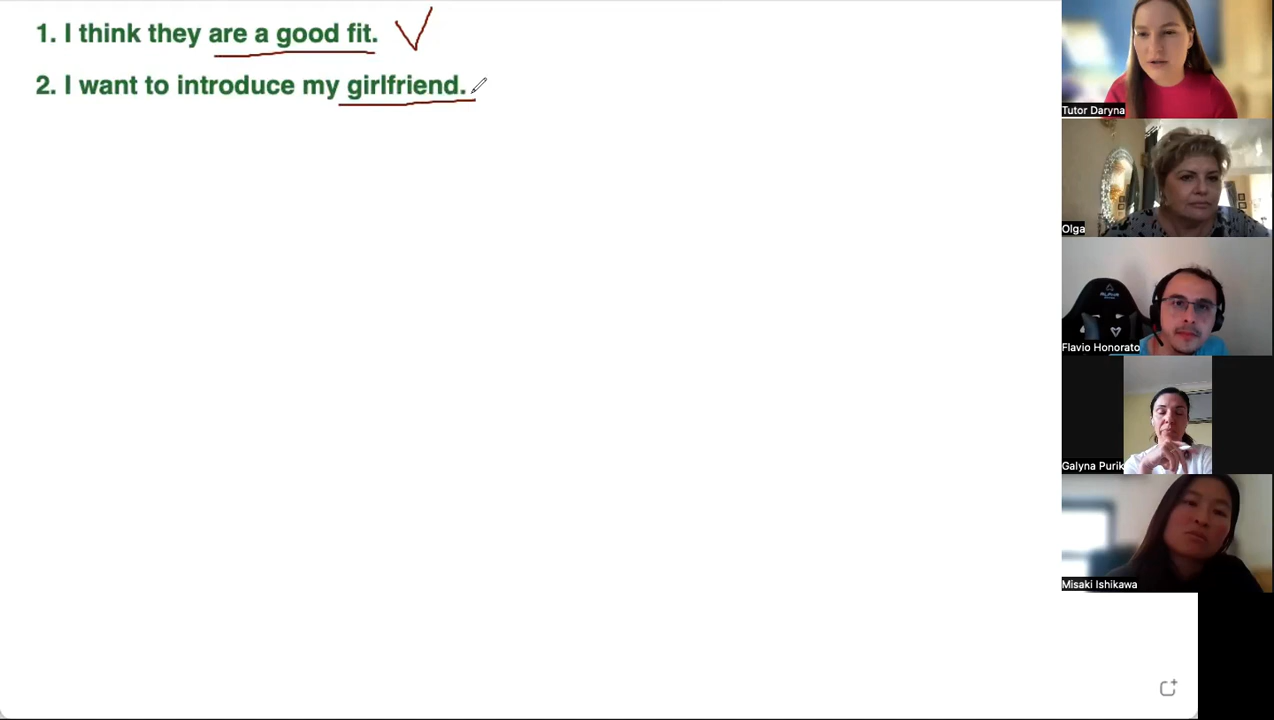 1. I think they are a good fit.
2. I want to introduce my girlfriend.
Tutor Daryna
Olga
Flavio Honorato
Galyna Purik
Misaki Ishikawa